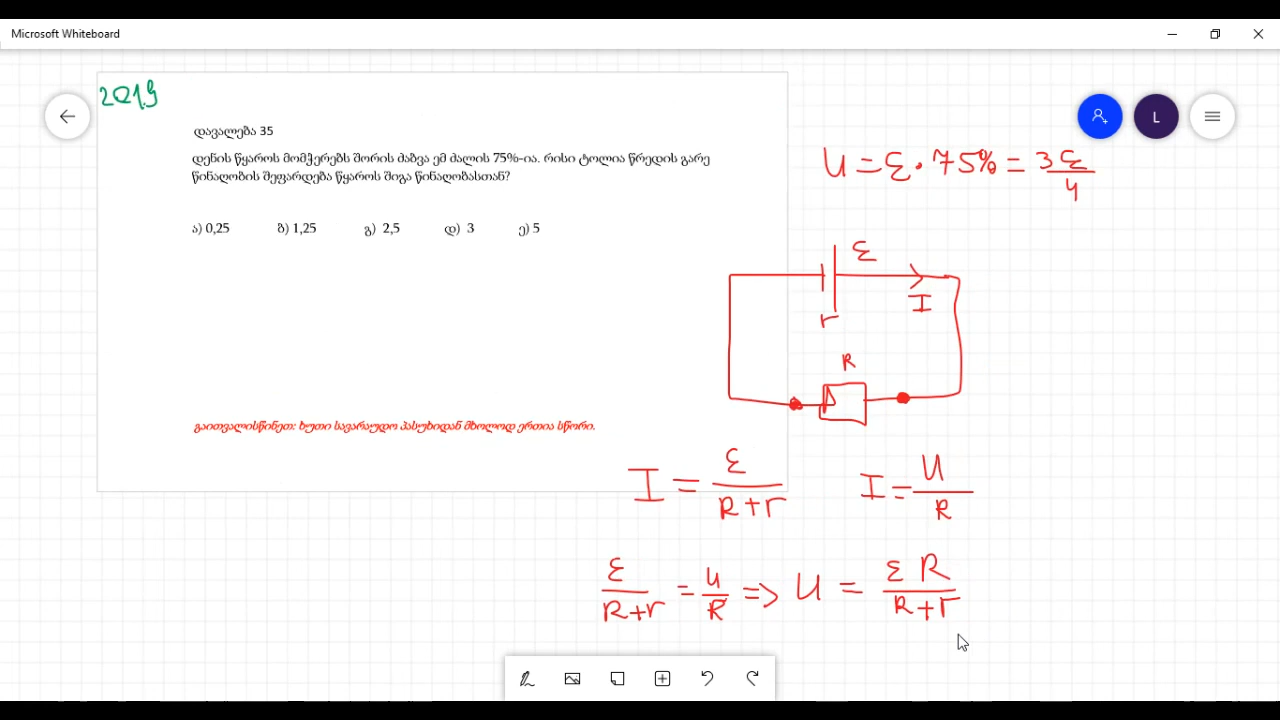 Microsoft Whiteboard
2019
L
დავალება 35
დენის წყაროს მომჭერებს შორის ძაბვა ემ ძალის 75%-ია. რისი ტოლია წრედის გარე
წინაღობის შეფარდება წყაროს შიგა წინაღობასთან?
ა) 0,25 ბ) 1,25 გ) 2,5 დ) 3 ე) 5
გაითვალისწინეთ: ხუთი სავარაუდო პასუხიდან მხოლოდ ერთია სწორი.
U = ε · 75% = 3ε/4
ε
I
r
R
I = ε/(R+r) I = U/R
ε/(R+r) = U/R => U = εR/(R+r)